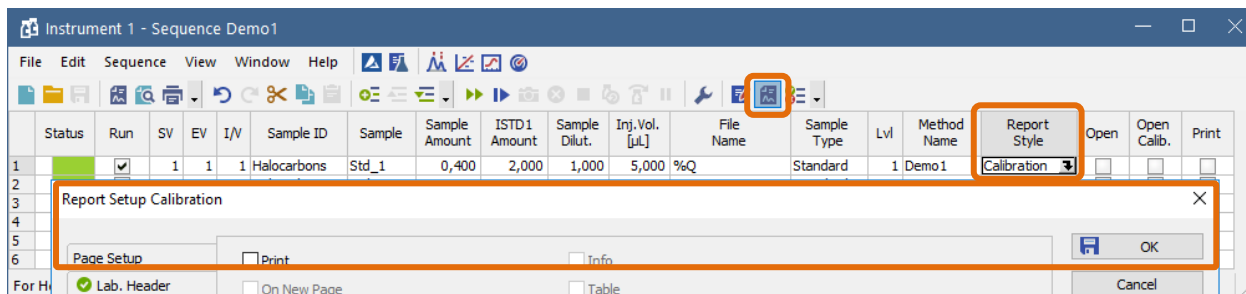 Instrument 1 - Sequence Demo1
File Edit Sequence View Window Help
Status Run SV EV I/V Sample ID Sample Sample Amount ISTD1 Amount Sample Dilut. Inj.Vol. [µL] File Name Sample Type Lvl Method Name Report Style Open Open Calib. Print
1 1 1 1 Halocarbons Std_1 0,400 2,000 1,000 5,000 %Q Standard 1 Demo1 Calibration
2
3 Report Setup Calibration
4
5 OK
6 Page Setup Print Info
For H Lab. Header On New Page Table Cancel